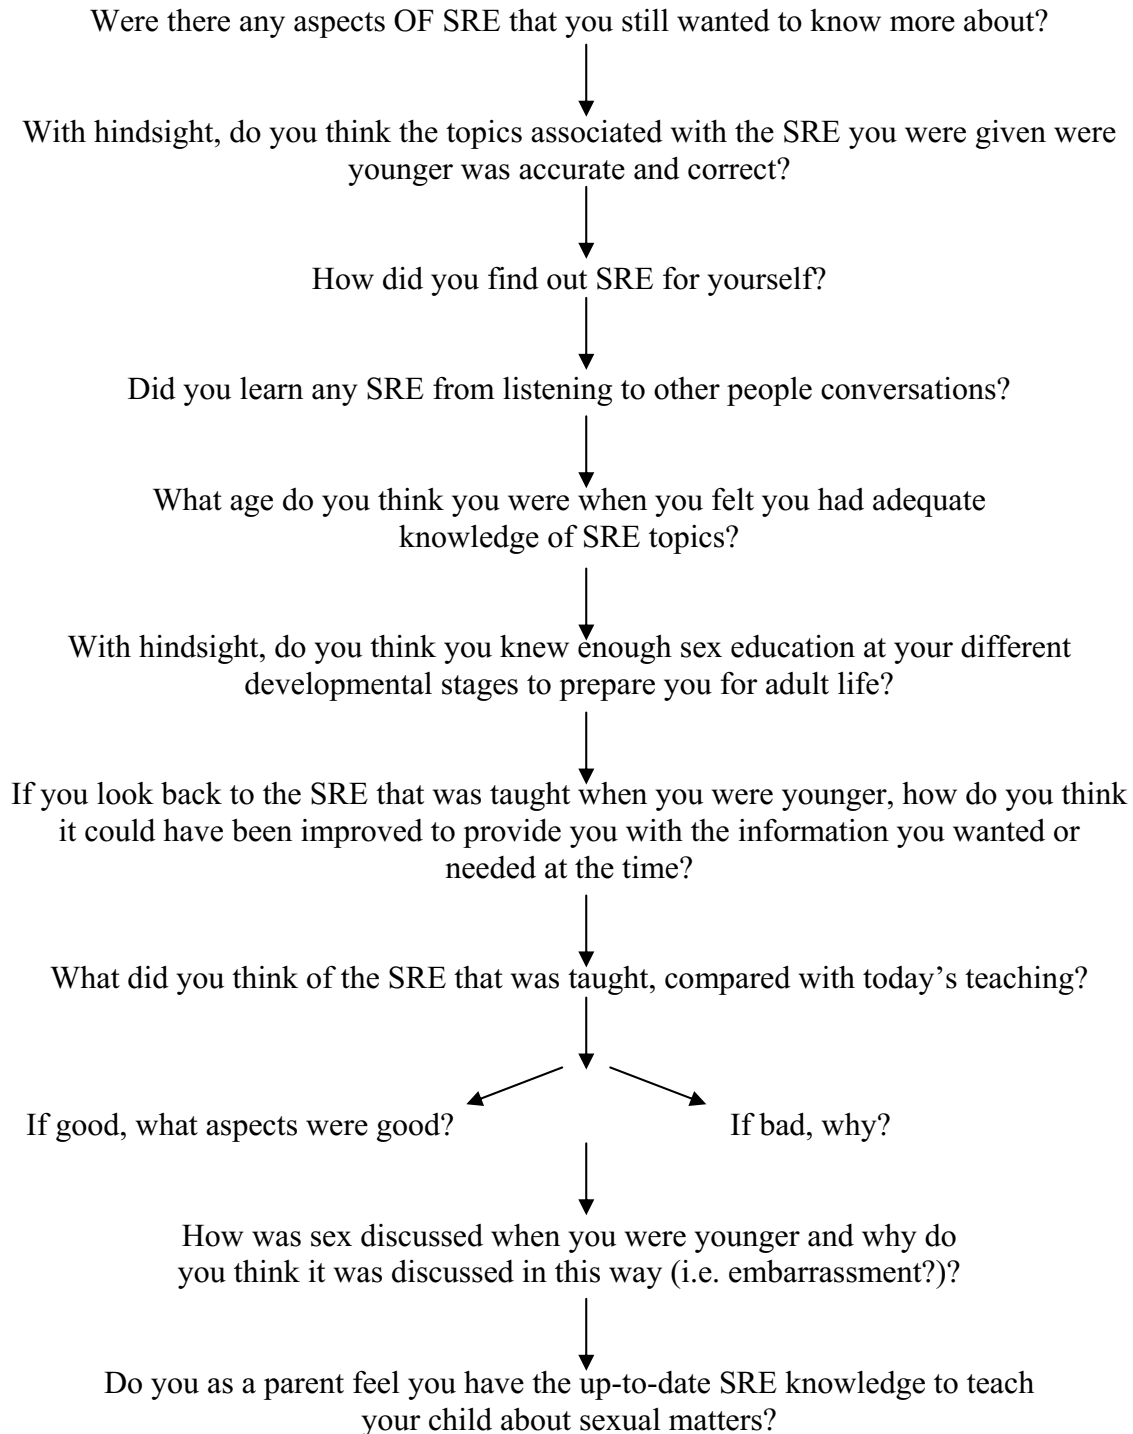 Were there any aspects OF SRE that you still wanted to know more about?
With hindsight, do you think the topics associated with the SRE you were given were
younger was accurate and correct?
How did you find out SRE for yourself?
Did you learn any SRE from listening to other people conversations?
What age do you think you were when you felt you had adequate
knowledge of SRE topics?
With hindsight, do you think you knew enough sex education at your different
developmental stages to prepare you for adult life?
If you look back to the SRE that was taught when you were younger, how do you think
it could have been improved to provide you with the information you wanted or
needed at the time?
What did you think of the SRE that was taught, compared with today’s teaching?
If good, what aspects were good?
If bad, why?
How was sex discussed when you were younger and why do
you think it was discussed in this way (i.e. embarrassment?)?
Do you as a parent feel you have the up-to-date SRE knowledge to teach
your child about sexual matters?